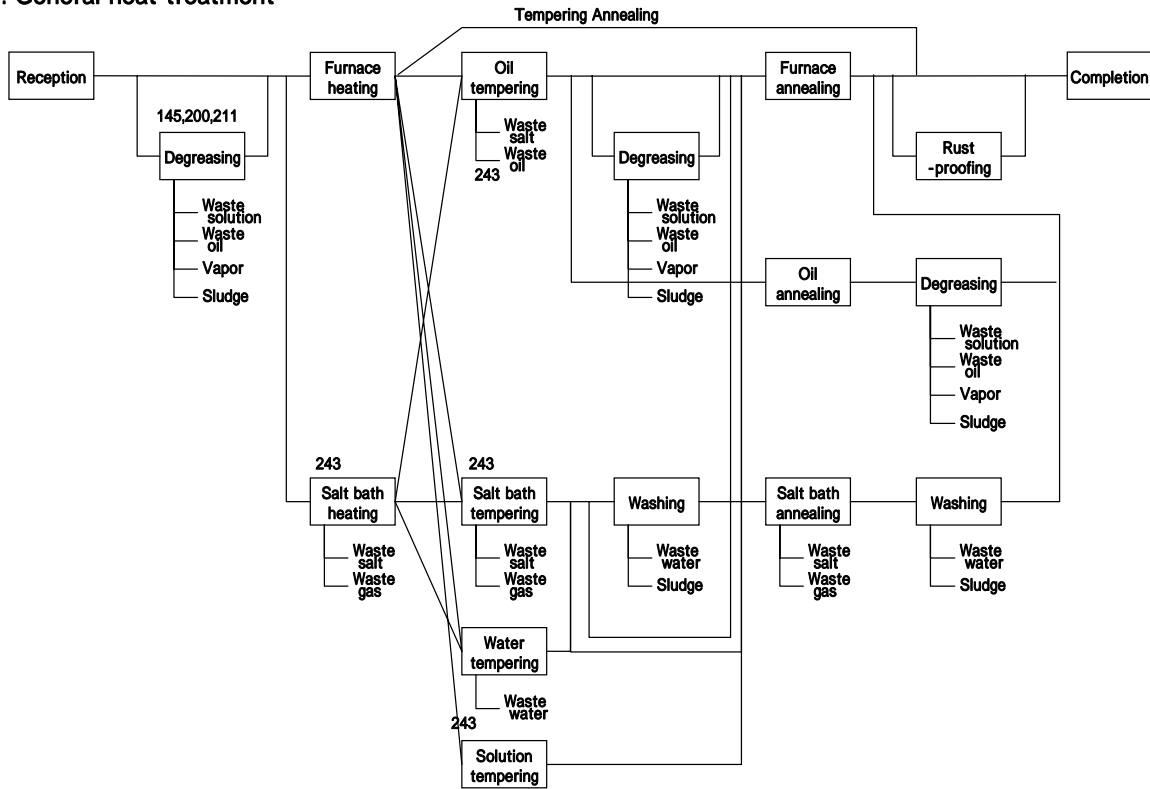 . General heat treatment
Tempering Annealing
Reception
Furnace
heating
Oil
tempering
Furnace
annealing
Completion
145,200,211
Degreasing
Waste
solution
Waste
oil
Vapor
Sludge
Waste
salt
Waste
oil
243
Degreasing
Waste
solution
Waste
oil
Vapor
Sludge
Rust
-proofing
Oil
annealing
Degreasing
Waste
solution
Waste
oil
Vapor
Sludge
243
Salt bath
heating
Waste
salt
Waste
gas
243
Salt bath
tempering
Waste
salt
Waste
gas
Washing
Waste
water
Sludge
Salt bath
annealing
Waste
salt
Waste
gas
Washing
Waste
water
Sludge
Water
tempering
Waste
water
243
Solution
tempering